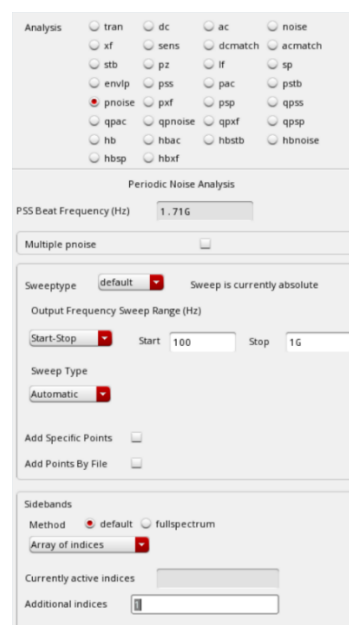 Analysis tran dc ac noise
xf sens dcmatch acmatch
stb pz lf sp
envlp pss pac pstb
pnoise pxf psp qpss
qpac qpnoise qpxf qpsp
hb hbac hbstb hbnoise
hbsp hbxf
Periodic Noise Analysis
PSS Beat Frequency (Hz) 1.71G
Multiple pnoise
Sweeptype default Sweep is currently absolute
Output Frequency Sweep Range (Hz)
Start-Stop Start 100 Stop 1G
Sweep Type
Automatic
Add Specific Points
Add Points By File
Sidebands
Method default fullspectrum
Array of indices
Currently active indices
Additional indices